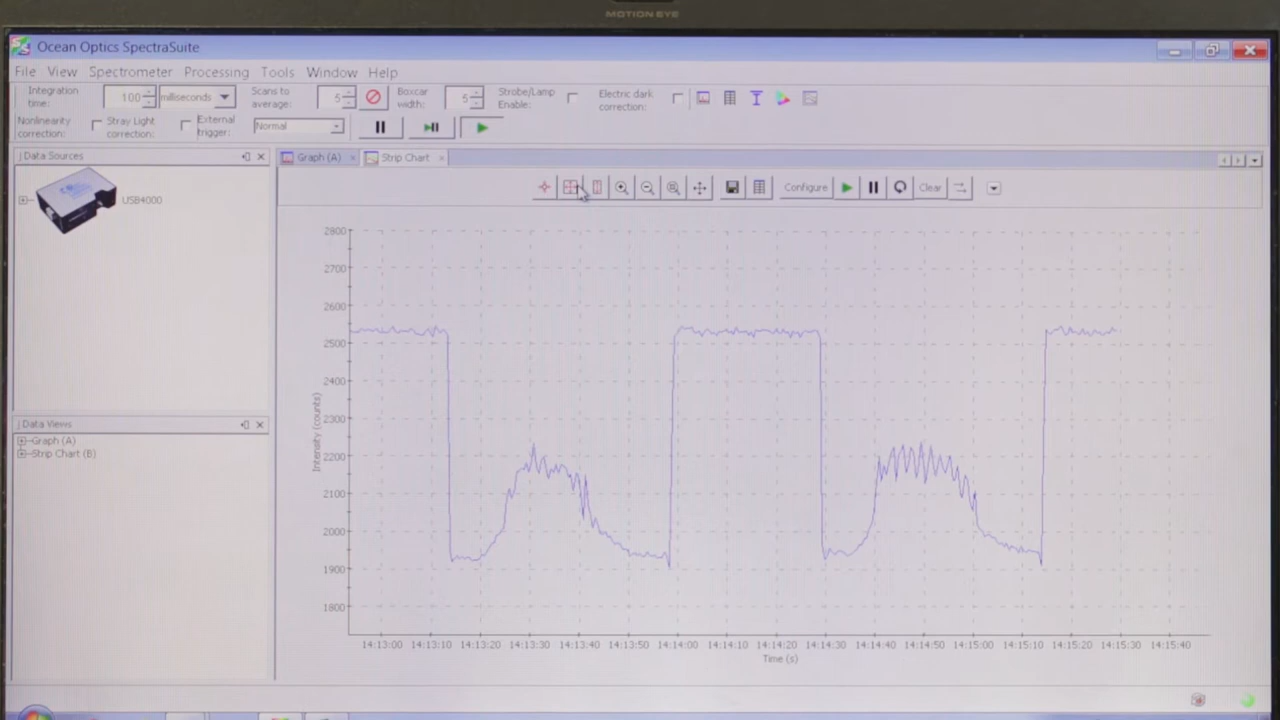 MOTION EYE
Ocean Optics SpectraSuite
File View Spectrometer Processing Tools Window Help
Integration time: 100 milliseconds Scans to average: 5 Boxcar width: 5 Strobe/Lamp Enable: Electric dark correction:
Nonlinearity correction: Stray Light correction: External trigger: Normal
Data Sources
Graph (A) Strip Chart
Configure Clear
USB4000
2800
2700
2600
2500
2400
2300
2200
2100
2000
1900
1800
Intensity (counts)
Data Views
Graph (A)
Strip Chart (B)
14:13:00 14:13:10 14:13:20 14:13:30 14:13:40 14:13:50 14:14:00 14:14:10 14:14:20 14:14:30 14:14:40 14:14:50 14:15:00 14:15:10 14:15:20 14:15:30 14:15:40
Time (s)